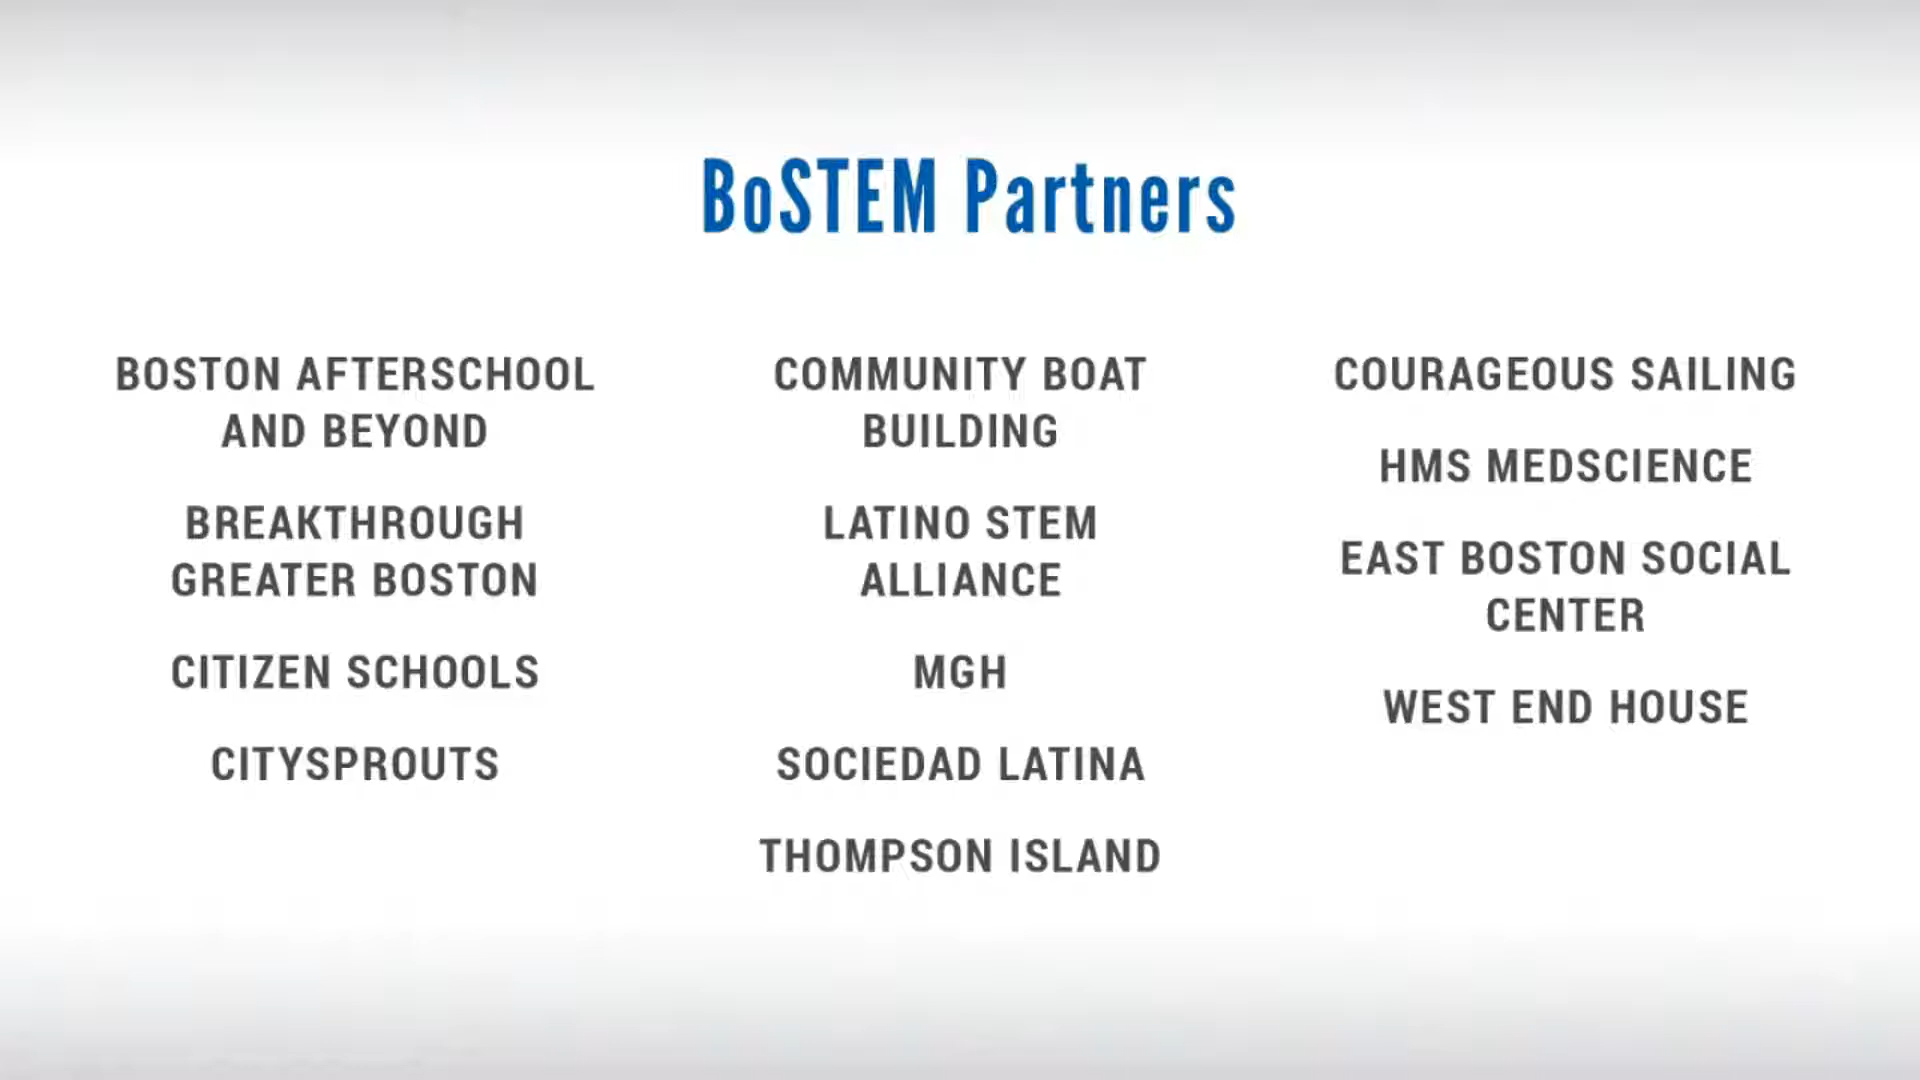 BoSTEM Partners
BOSTON AFTERSCHOOL
AND BEYOND
BREAKTHROUGH
GREATER BOSTON
CITIZEN SCHOOLS
CITYSPROUTS
COMMUNITY BOAT
BUILDING
LATINO STEM
ALLIANCE
MGH
SOCIEDAD LATINA
THOMPSON ISLAND
COURAGEOUS SAILING
HMS MEDSCIENCE
EAST BOSTON SOCIAL
CENTER
WEST END HOUSE